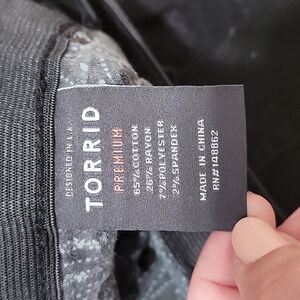 DESIGNED IN L.A.
TORRID
PREMIUM
65% COTTON
26% RAYON
7% POLYESTER
2% SPANDEX
MADE IN CHINA
RN#148862